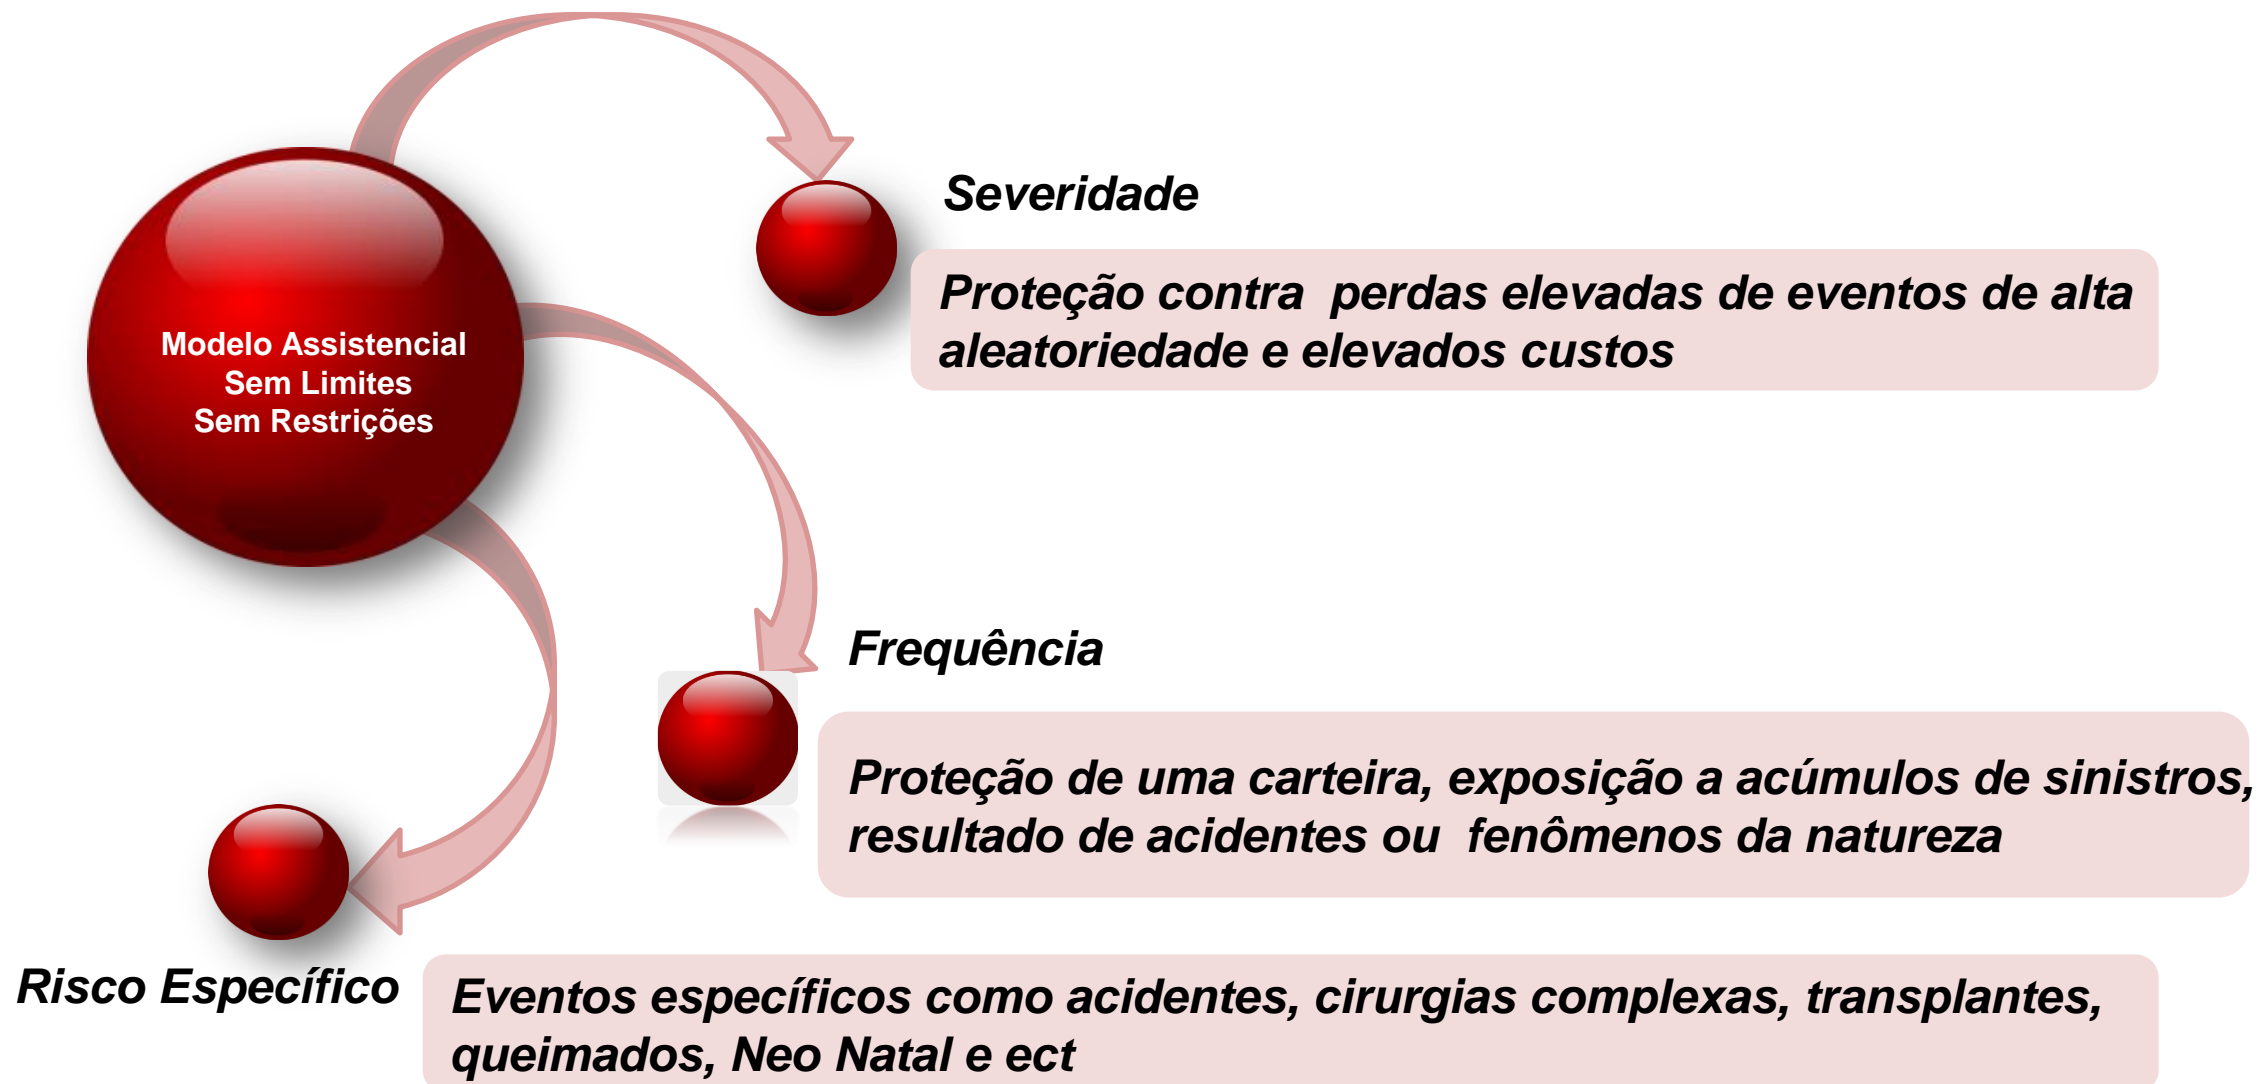 Modelo Assistencial
Sem Limites
Sem Restrições
Severidade
Proteção contra perdas elevadas de eventos de alta
aleatoriedade e elevados custos
Frequência
Proteção de uma carteira, exposição a acúmulos de sinistros,
resultado de acidentes ou fenômenos da natureza
Risco Específico
Eventos específicos como acidentes, cirurgias complexas, transplantes,
queimados, Neo Natal e ect